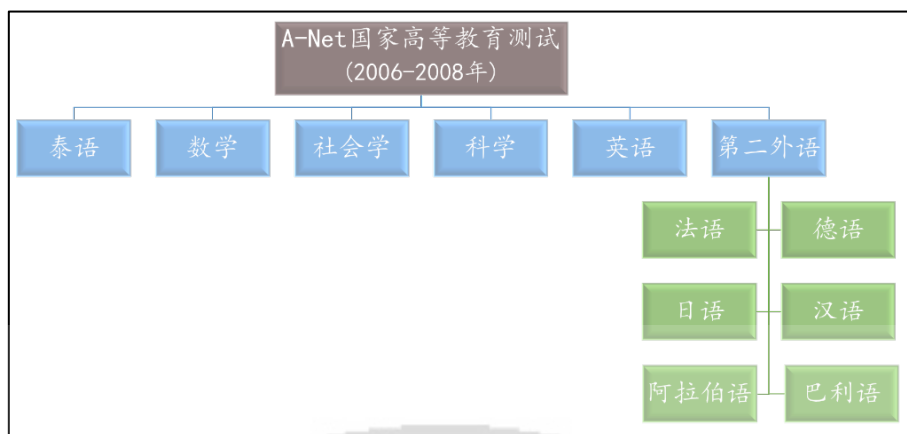 A-Net国家高等教育测试
(2006-2008年)
泰语
数学
社会学
科学
英语
第二外语
法语
德语
日语
汉语
阿拉伯语
巴利语